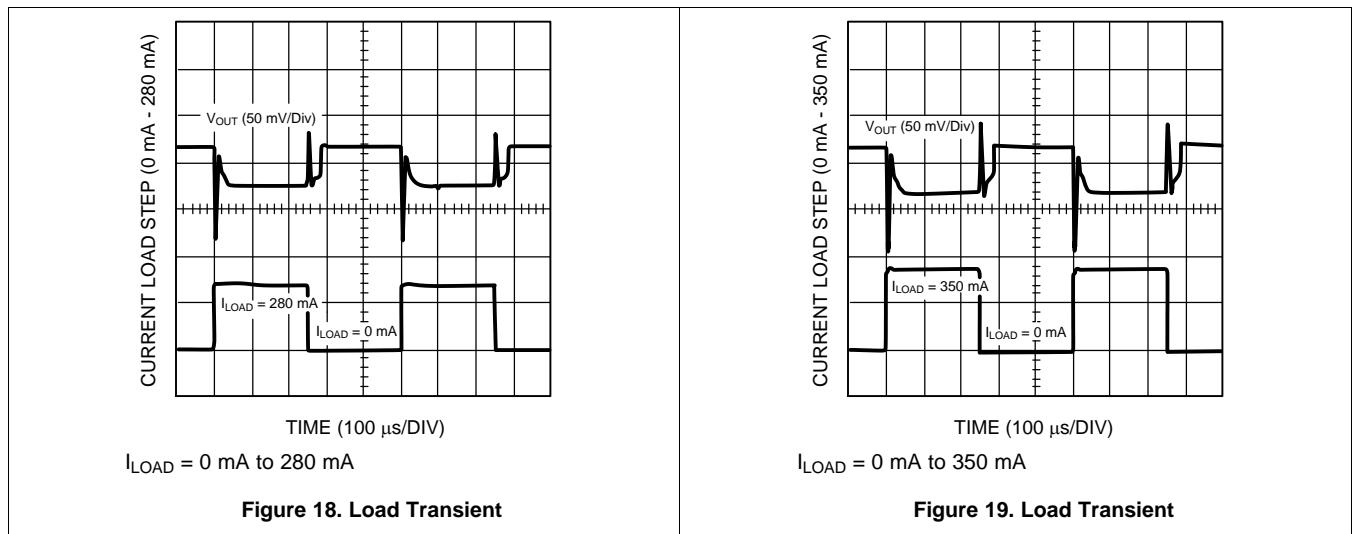 CURRENT LOAD STEP (0 mA - 280 mA)
VOUT (50 mV/Div)
ILOAD = 280 mA
ILOAD = 0 mA
TIME (100 μs/DIV)
ILOAD = 0 mA to 280 mA
Figure 18. Load Transient
CURRENT LOAD STEP (0 mA - 350 mA)
VOUT (50 mV/Div)
ILOAD = 350 mA
ILOAD = 0 mA
TIME (100 μs/DIV)
ILOAD = 0 mA to 350 mA
Figure 19. Load Transient